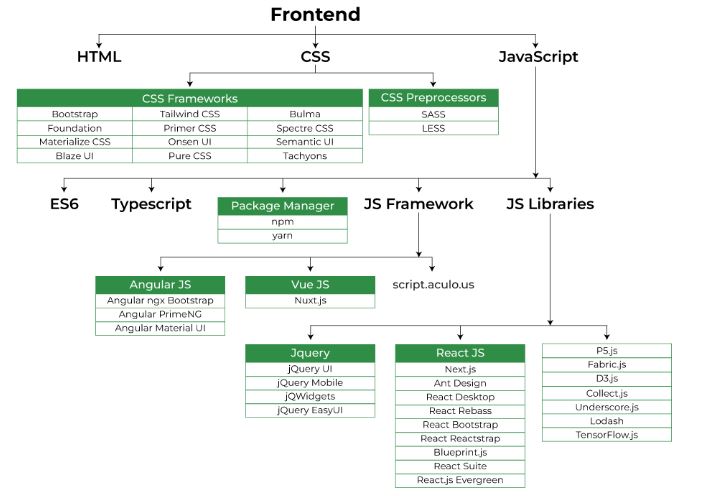 Frontend
HTML CSS JavaScript
CSS Frameworks CSS Preprocessors
Bootstrap Tailwind CSS Bulma SASS
Foundation Primer CSS Spectre CSS LESS
Materialize CSS Onsen UI Semantic UI
Blaze UI Pure CSS Tachyons
ES6 Typescript Package Manager JS Framework JS Libraries
npm
yarn
Angular JS Vue JS script.aculo.us
Angular ngx Bootstrap Nuxt.js
Angular PrimeNG
Angular Material UI
Jquery React JS P5.js
jQuery UI Next.js Fabric.js
jQuery Mobile Ant Design D3.js
jQWidgets React Desktop Collect.js
jQuery EasyUI React Rebass Underscore.js
React Bootstrap Lodash
React Reactstrap TensorFlow.js
Blueprint.js
React Suite
React.js Evergreen